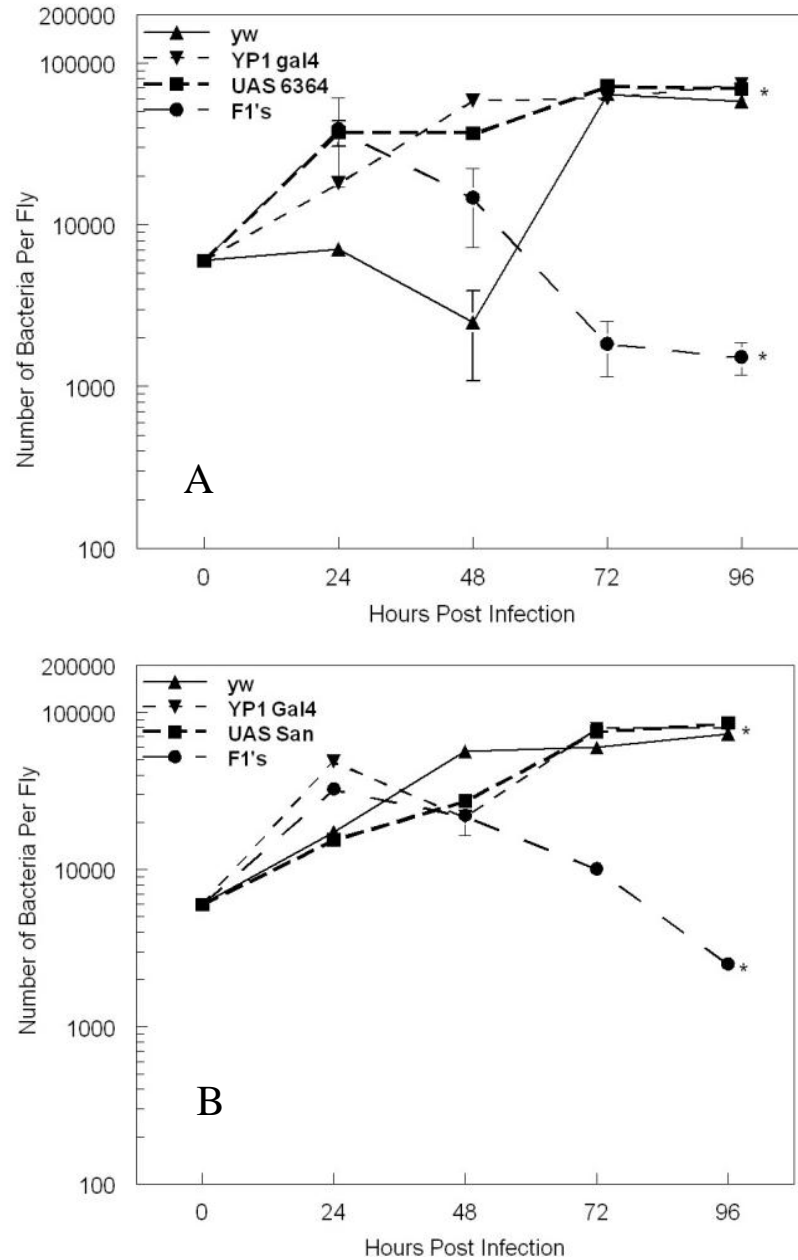 200000
yw
100000
YP1 gal4
UAS 6364
F1's
*
10000
*
1000
A
100
0 24 48 72 96
Number of Bacteria Per Fly
Hours Post Infection
200000
yw
100000
YP1 Gal4
UAS San
F1's
*
10000
*
1000
B
100
0 24 48 72 96
Number of Bacteria Per Fly
Hours Post Infection